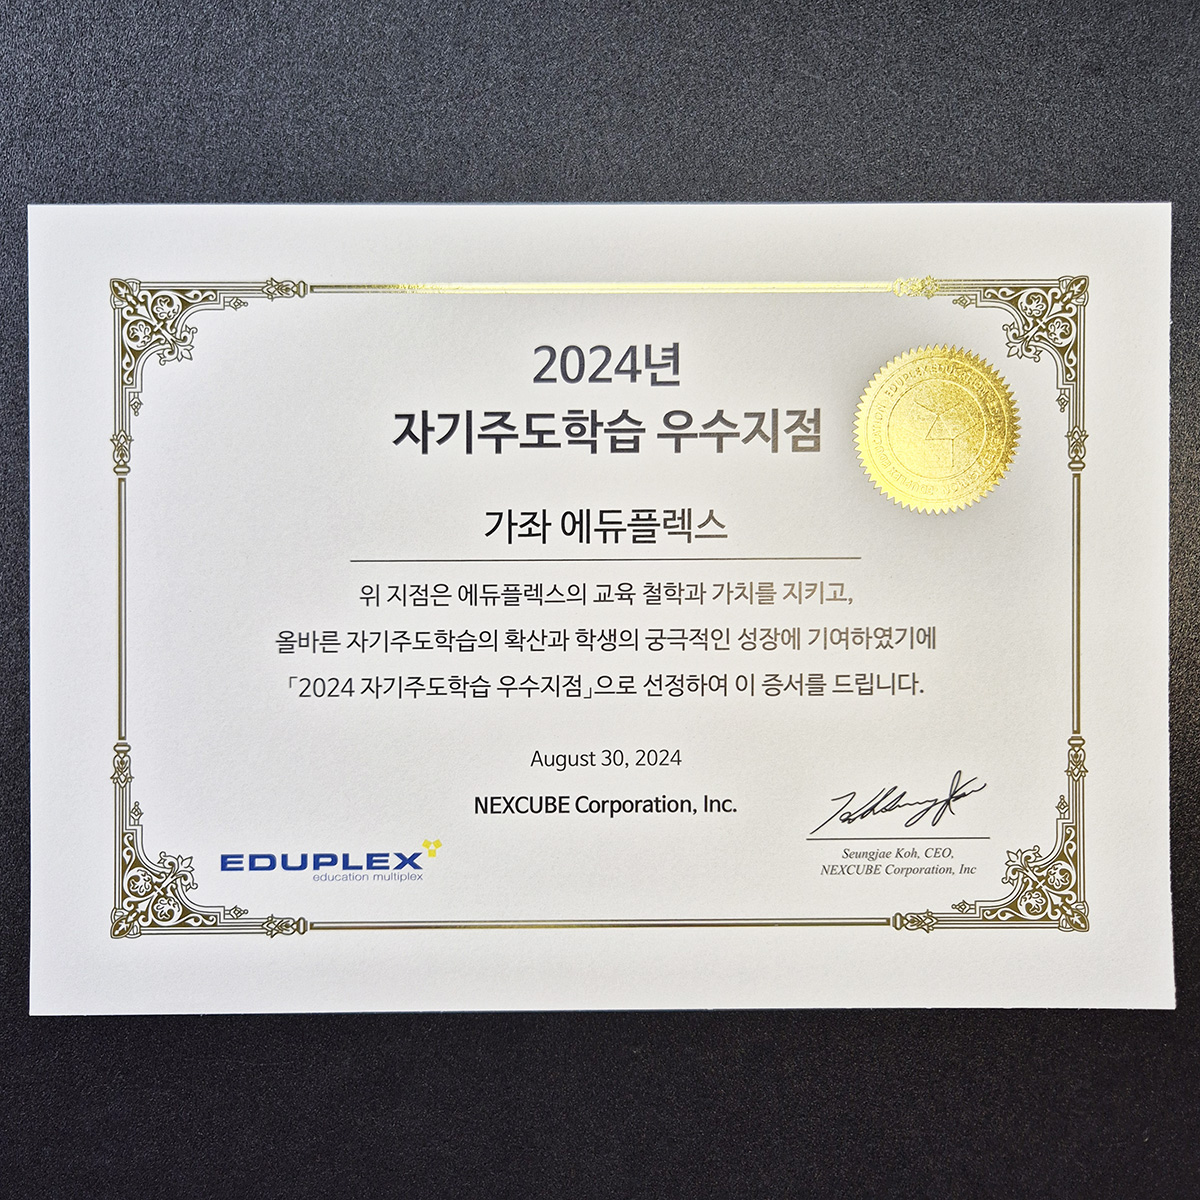 2024년
자기주도학습 우수지점
가좌 에듀플렉스
위 지점은 에듀플렉스의 교육 철학과 가치를 지키고,
올바른 자기주도학습의 확산과 학생의 궁극적인 성장에 기여하였기에
「2024 자기주도학습 우수지점」으로 선정하여 이 증서를 드립니다.
August 30, 2024
NEXCUBE Corporation, Inc.
Seungjae Koh, CEO,
NEXCUBE Corporation, Inc
EDUPLEX
education multiplex